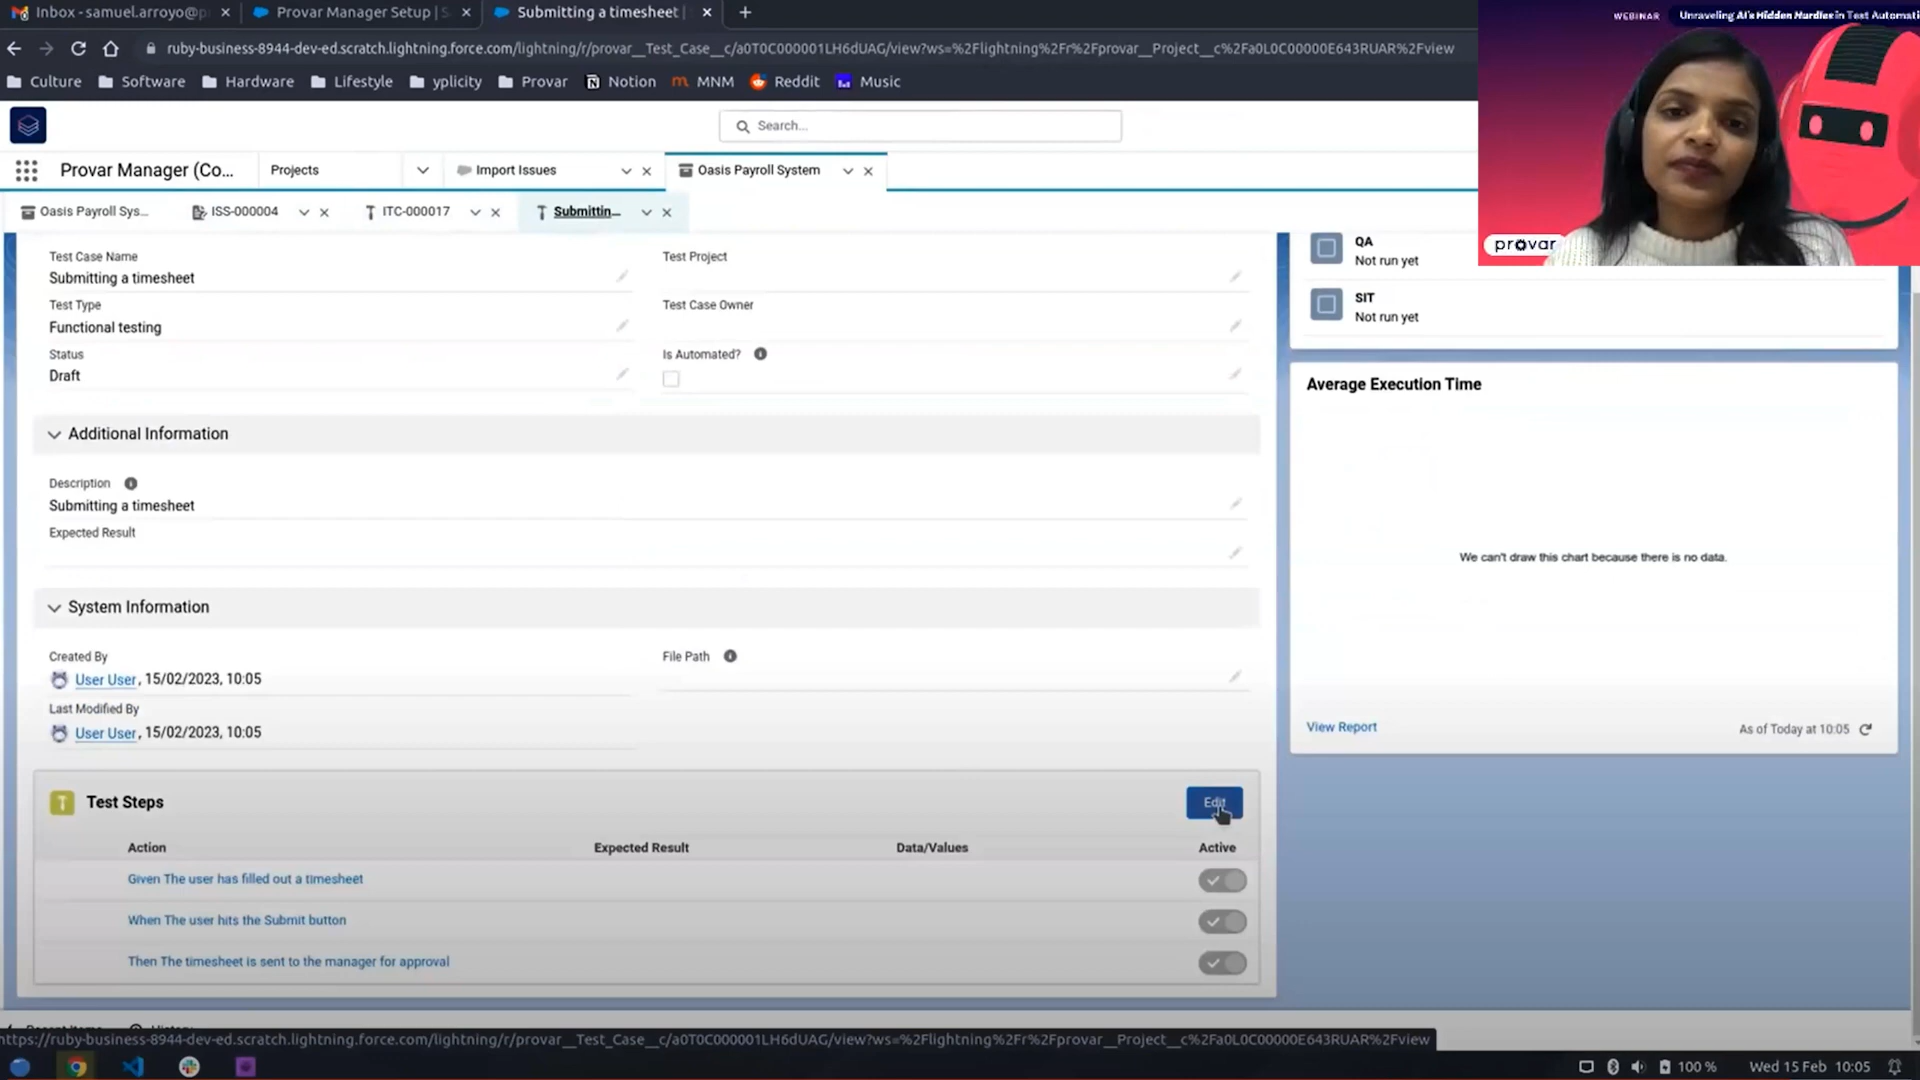 Inbox - samuel.arroyo@p
Provar Manager Setup | S
Submitting a timesheet |
WEBINAR
Unraveling AI's Hidden Hurdles in Test Automati
ruby-business-8944-dev-ed.scratch.lightning.force.com/lightning/r/provar__Test_Case__c/a0T0C000001LH6dUAG/view?ws=%2Flightning%2Fr%2Fprovar__Project__c%2Fa0L0C00000E643RUAR%2Fview
Culture
Software
Hardware
Lifestyle
yplicity
Provar
Notion
MNM
Reddit
Music
Search...
Provar Manager (Co...
Projects
Import Issues
Oasis Payroll System
Oasis Payroll Sys...
ISS-000004
ITC-000017
Submittin...
provar
Test Case Name
Submitting a timesheet
Test Project
Test Type
Functional testing
Test Case Owner
Status
Draft
Is Automated?
QA
Not run yet
SIT
Not run yet
Average Execution Time
We can't draw this chart because there is no data.
View Report
As of Today at 10:05
Additional Information
Description
Submitting a timesheet
Expected Result
System Information
Created By
User User, 15/02/2023, 10:05
File Path
Last Modified By
User User, 15/02/2023, 10:05
Test Steps
Edit
Action
Expected Result
Data/Values
Active
Given The user has filled out a timesheet
When The user hits the Submit button
Then The timesheet is sent to the manager for approval
https://ruby-business-8944-dev-ed.scratch.lightning.force.com/lightning/r/provar__Test_Case__c/a0T0C000001LH6dUAG/view?ws=%2Flightning%2Fr%2Fprovar__Project__c%2Fa0L0C00000E643RUAR%2Fview
100 %
Wed 15 Feb 10:05